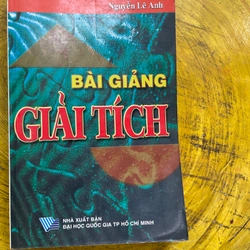 Nguyễn Lê Anh
BÀI GIẢNG
GIẢI TÍCH
NHÀ XUẤT BẢN
ĐẠI HỌC QUỐC GIA TP HỒ CHÍ MINH